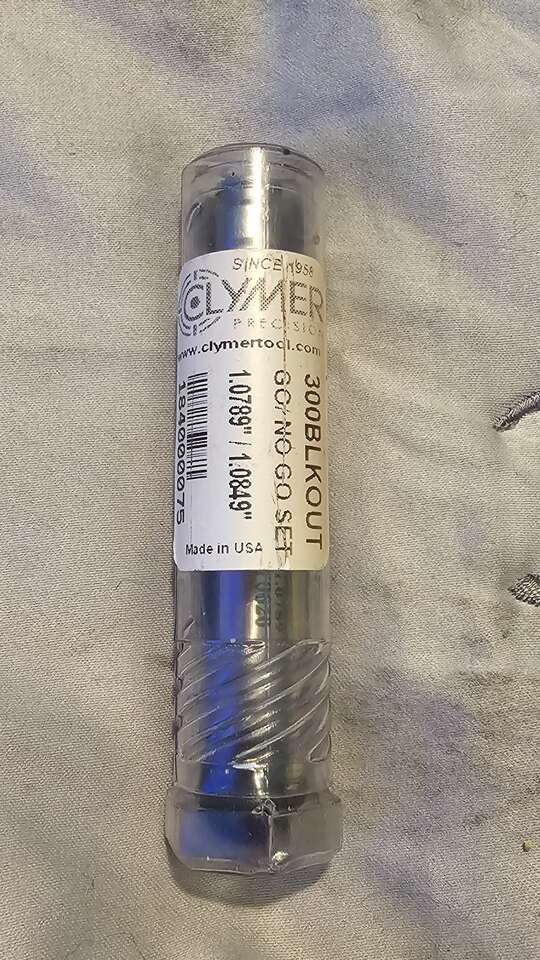 SINCE 1958
CLYMER
PRECISION
www.clymertool.com
300BLKOUT
GO/ NO GO SET
1.0789" / 1.0849"
184000075
Made in USA